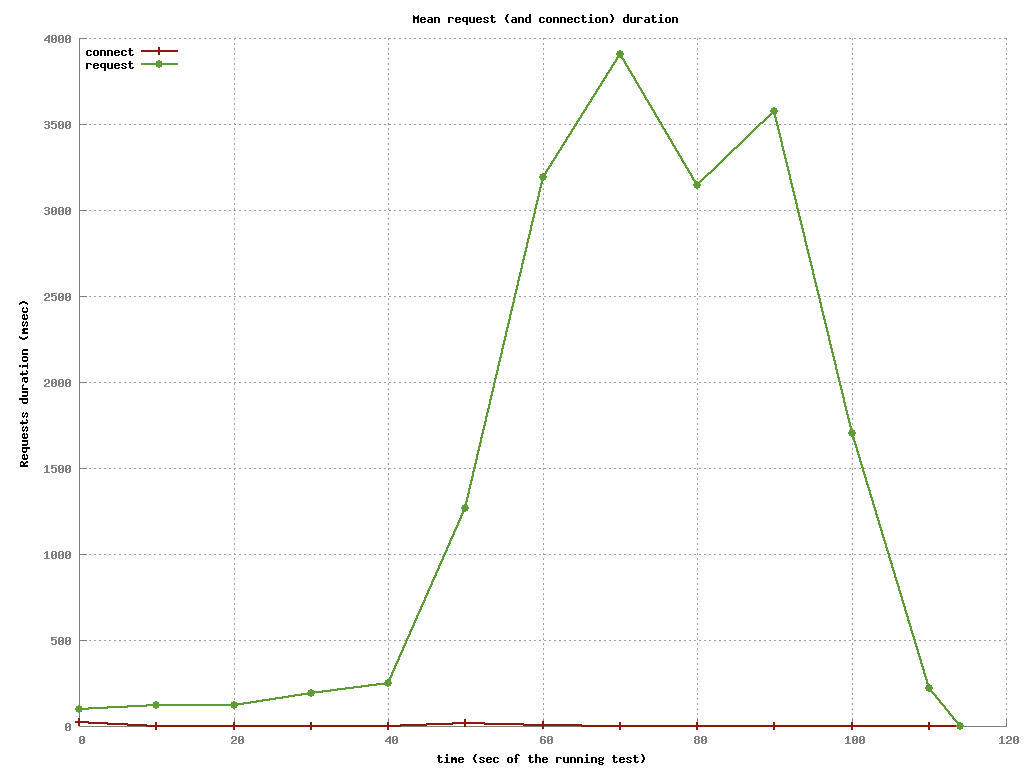 Mean request (and connection) duration
4000
connect
request
3500
3000
2500
2000
1500
1000
500
0
Requests duration (msec)
0 20 40 60 80 100 120
time (sec of the running test)